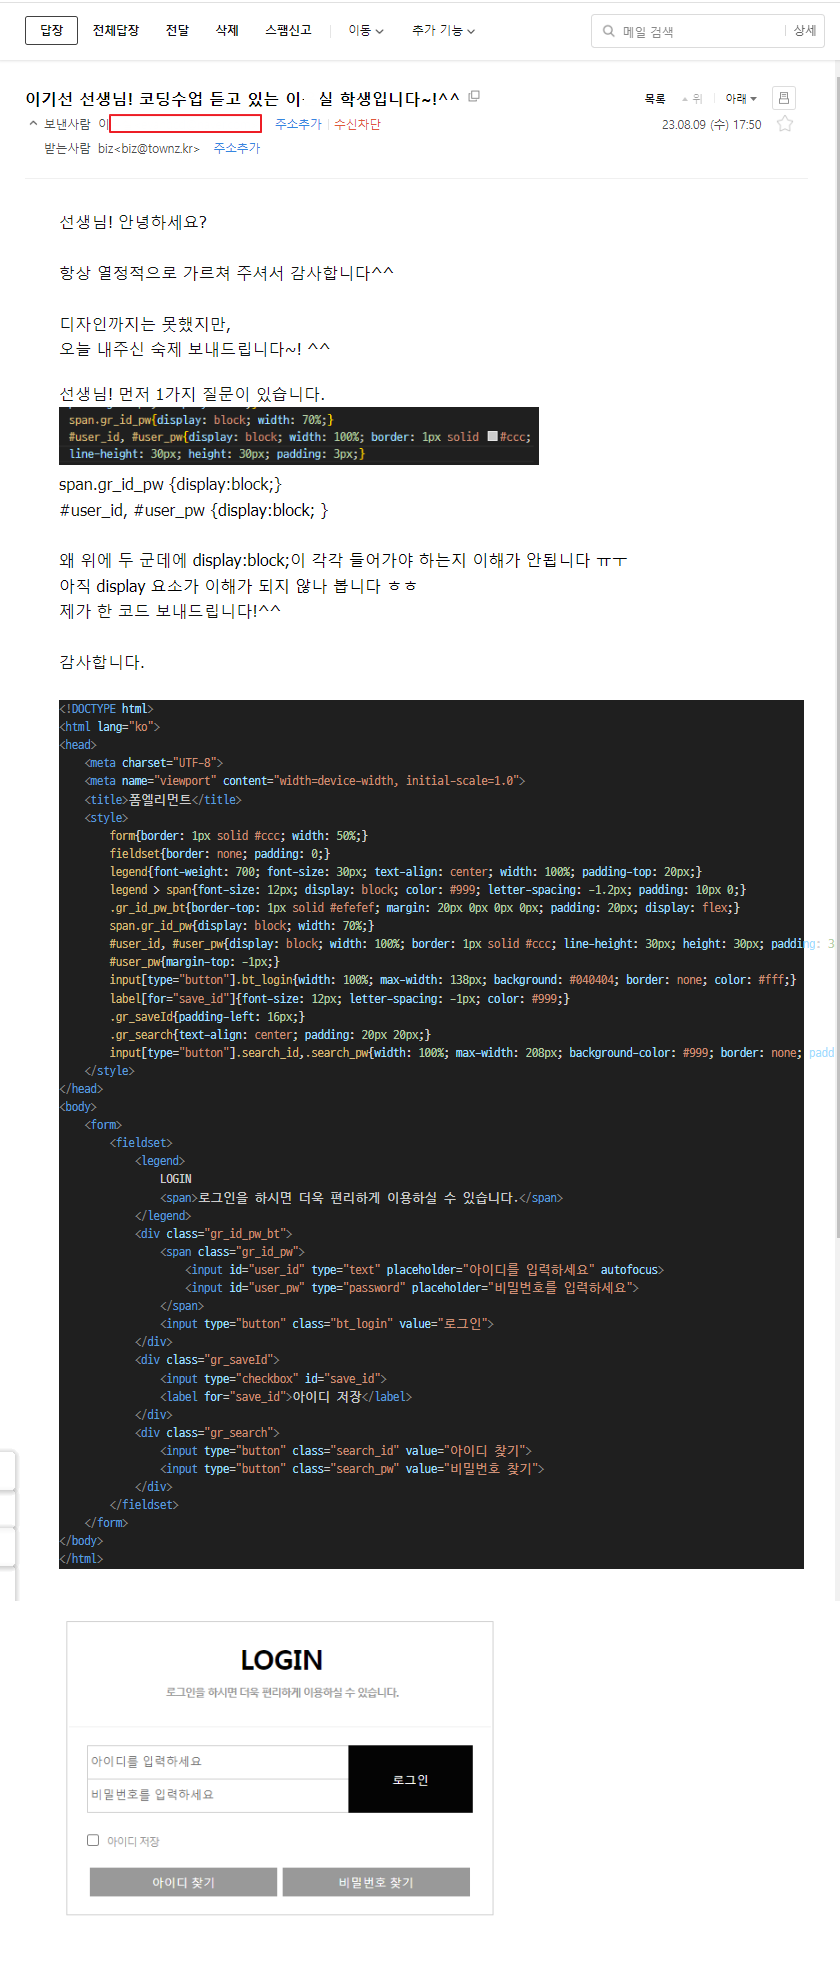 답장 전체답장 전달 삭제 스팸신고 이동 추가 기능 메일 검색 상세
이기선 선생님! 코딩수업 듣고 있는 이 실 학생입니다~!^^ 목록 위 아래
보낸사람 이 주소추가 수신차단 23.08.09 (수) 17:50
받는사람 biz<biz@townz.kr> 주소추가
선생님! 안녕하세요?
항상 열정적으로 가르쳐 주셔서 감사합니다^^
디자인까지는 못했지만,
오늘 내주신 숙제 보내드립니다~! ^^
선생님! 먼저 1가지 질문이 있습니다.
span.gr_id_pw{display: block; width: 70%;}
#user_id, #user_pw{display: block; width: 100%; border: 1px solid #ccc;
line-height: 30px; height: 30px; padding: 3px;}
span.gr_id_pw {display:block;}
#user_id, #user_pw {display:block; }
왜 위에 두 군데에 display:block;이 각각 들어가야 하는지 이해가 안됩니다 ㅠㅜ
아직 display 요소가 이해가 되지 않나 봅니다 ㅎㅎ
제가 한 코드 보내드립니다!^^
감사합니다.
<!DOCTYPE html>
<html lang="ko">
<head>
<meta charset="UTF-8">
<meta name="viewport" content="width=device-width, initial-scale=1.0">
<title>폼엘리먼트</title>
<style>
form{border: 1px solid #ccc; width: 50%;}
fieldset{border: none; padding: 0;}
legend{font-weight: 700; font-size: 30px; text-align: center; width: 100%; padding-top: 20px;}
legend > span{font-size: 12px; display: block; color: #999; letter-spacing: -1.2px; padding: 10px 0;}
.gr_id_pw_bt{border-top: 1px solid #efefef; margin: 20px 0px 0px 0px; padding: 20px; display: flex;}
span.gr_id_pw{display: block; width: 70%;}
#user_id, #user_pw{display: block; width: 100%; border: 1px solid #ccc; line-height: 30px; height: 30px; padding: 3
#user_pw{margin-top: -1px;}
input[type="button"].bt_login{width: 100%; max-width: 138px; background: #040404; border: none; color: #fff;}
label[for="save_id"]{font-size: 12px; letter-spacing: -1px; color: #999;}
.gr_saveId{padding-left: 16px;}
.gr_search{text-align: center; padding: 20px 20px;}
input[type="button"].search_id,.search_pw{width: 100%; max-width: 208px; background-color: #999; border: none; padd
</style>
</head>
<body>
<form>
<fieldset>
<legend>
LOGIN
<span>로그인을 하시면 더욱 편리하게 이용하실 수 있습니다.</span>
</legend>
<div class="gr_id_pw_bt">
<span class="gr_id_pw">
<input id="user_id" type="text" placeholder="아이디를 입력하세요" autofocus>
<input id="user_pw" type="password" placeholder="비밀번호를 입력하세요">
</span>
<input type="button" class="bt_login" value="로그인">
</div>
<div class="gr_saveId">
<input type="checkbox" id="save_id">
<label for="save_id">아이디 저장</label>
</div>
<div class="gr_search">
<input type="button" class="search_id" value="아이디 찾기">
<input type="button" class="search_pw" value="비밀번호 찾기">
</div>
</fieldset>
</form>
</body>
</html>
LOGIN
로그인을 하시면 더욱 편리하게 이용하실 수 있습니다.
아이디를 입력하세요
로그인
비밀번호를 입력하세요
아이디 저장
아이디 찾기 비밀번호 찾기